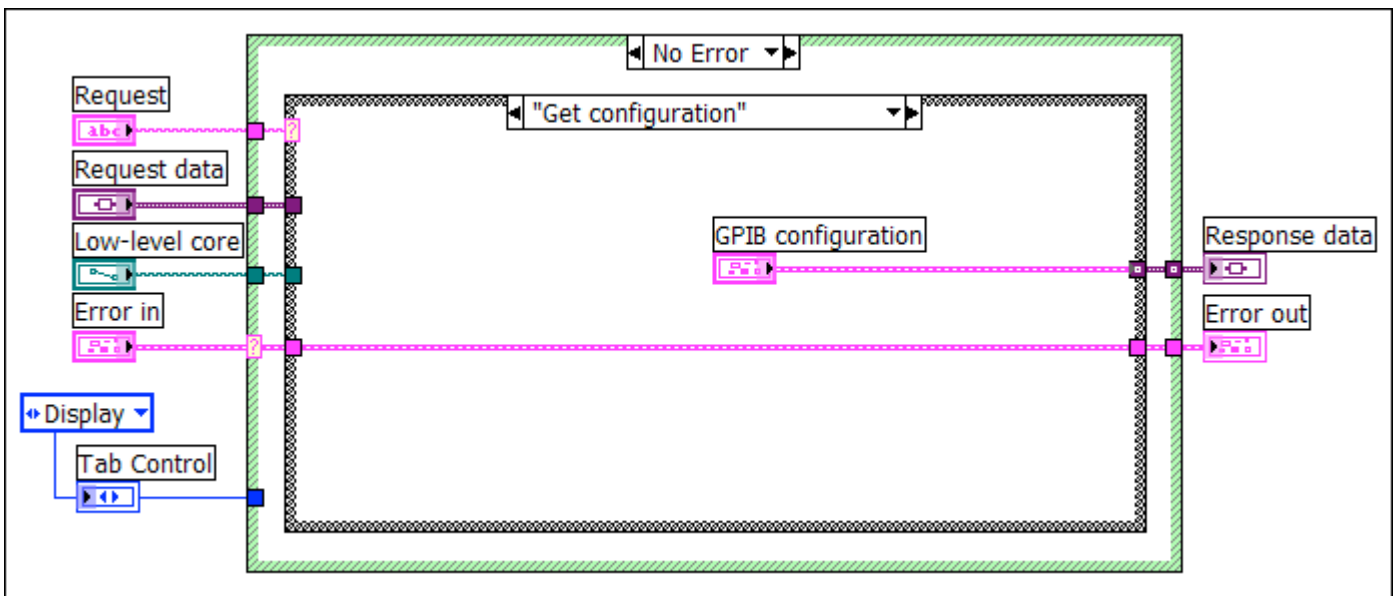 No Error
Request
"Get configuration"
abc
?
Request data
Low-level core
GPIB configuration
Response data
Error in
Error out
?
Display
Tab Control